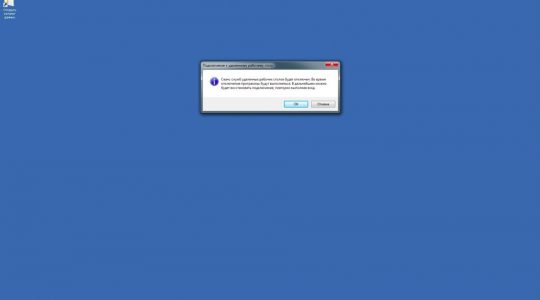 Подключение к удаленному рабочему столу
Сеанс служб удаленных рабочих столов будет отключен. Во время
отключения программы будут выполняться. В дальнейшем можно
будет восстановить подключение, повторно выполнив вход.
ОК Отмена